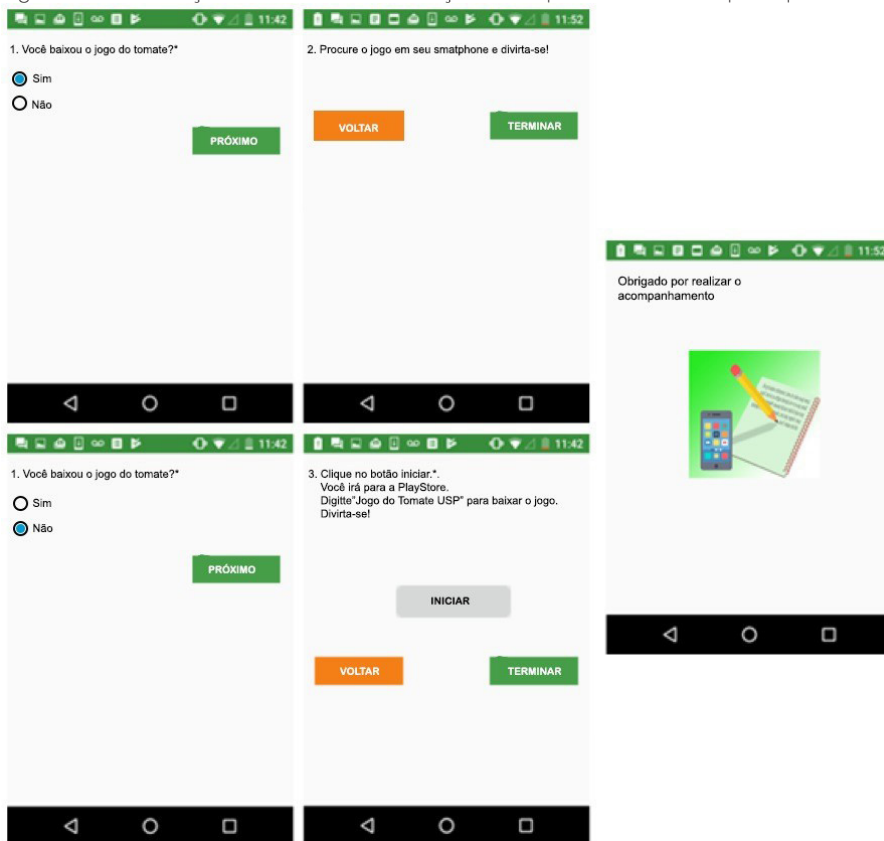 11:42
1. Você baixou o jogo do tomate?*
Sim
Não
PRÓXIMO
11:52
2. Procure o jogo em seu smatphone e divirta-se!
VOLTAR
TERMINAR
11:42
1. Você baixou o jogo do tomate?*
Sim
Não
PRÓXIMO
11:42
3. Clique no botão iniciar.*.
Você irá para a PlayStore.
Digitte"Jogo do Tomate USP" para baixar o jogo.
Divirta-se!
INICIAR
VOLTAR
TERMINAR
11:52
Obrigado por realizar o
acompanhamento